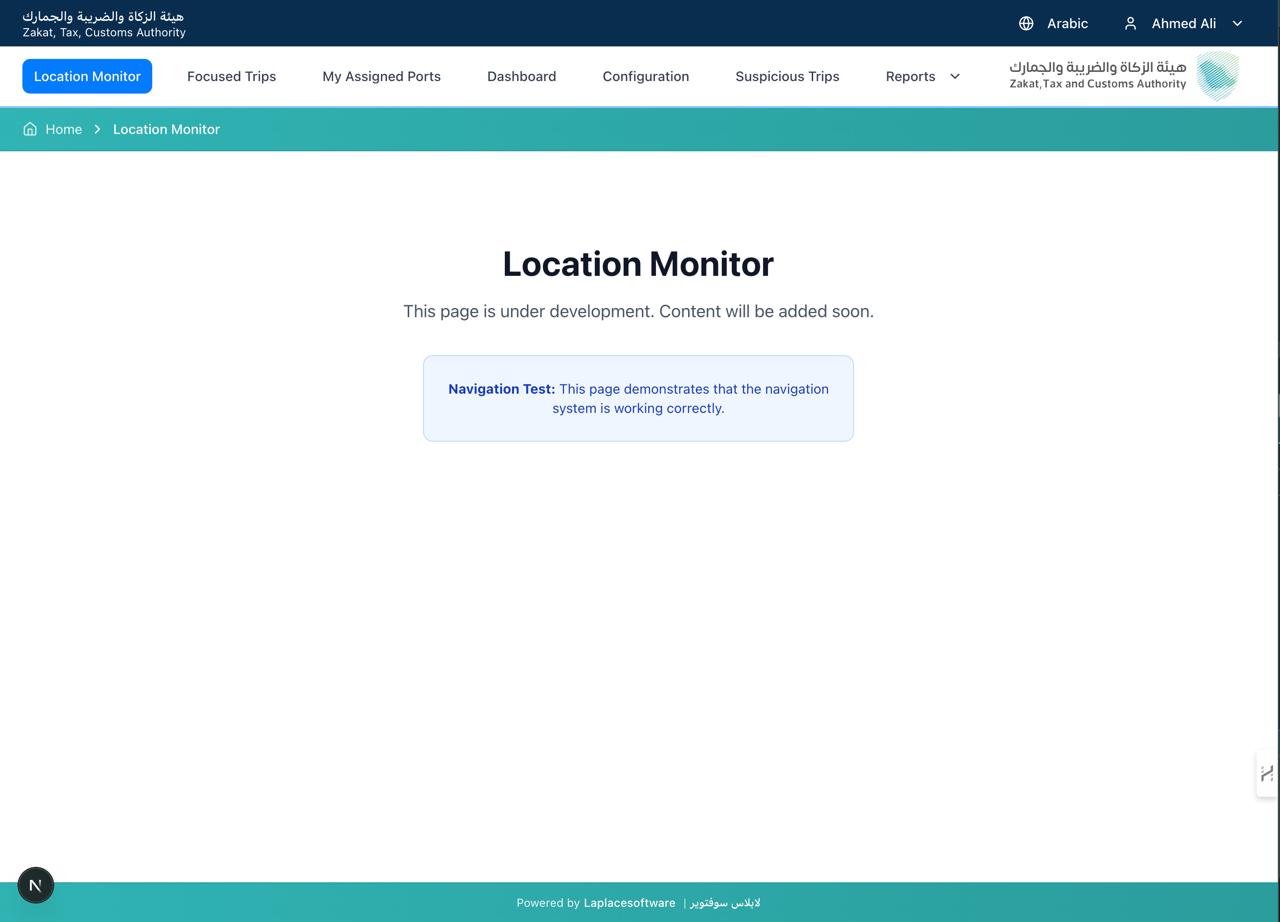 هيئة الزكاة والضريبة والجمارك
Zakat, Tax, Customs Authority
Arabic
Ahmed Ali
Location Monitor
Focused Trips
My Assigned Ports
Dashboard
Configuration
Suspicious Trips
Reports
هيئة الزكاة والضريبة والجمارك
Zakat,Tax and Customs Authority
Home
Location Monitor
Location Monitor
This page is under development. Content will be added soon.
Navigation Test: This page demonstrates that the navigation
system is working correctly.
N
Powered by Laplacesoftware | لابلاس سوفتوير